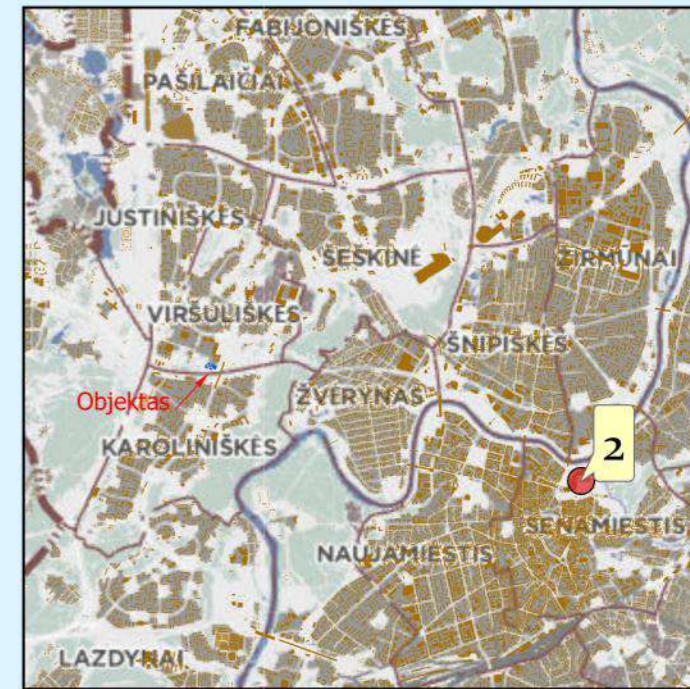 FABIJONIŠKĖS
PAŠILAIČIAI
JUSTINIŠKĖS
ŠEŠKINĖ
ŽIRMŪNAI
VIRŠULIŠKĖS
ŠNIPIŠKĖS
Objektas
ŽVĖRYNAS
KAROLINIŠKĖS
2
SENAMIESTIS
NAUJAMIESTIS
LAZDYNAI